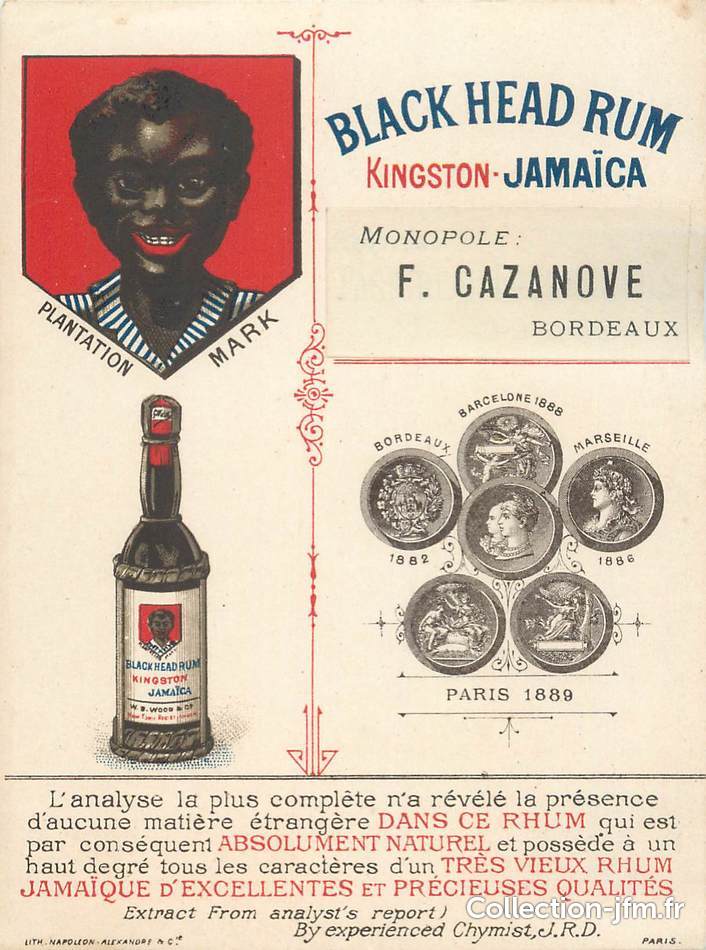 BLACK HEAD RUM
KINGSTON-JAMAÏCA
MONOPOLE:
F. CAZANOVE
BORDEAUX
PLANTATION
MARK
BARCELONE 1888
BORDEAUX
MARSEILLE
1882
1886
PARIS 1889
BLACK HEAD RUM
KINGSTON
JAMAÏCA
W. B. WOOD & Co
L'analyse la plus complête n'a révélé la présence
d'aucune matière étrangère DANS CE RHUM qui est
par conséquent ABSOLUMENT NATUREL et possède à un
haut degré tous les caractères d'un TRÈS VIEUX RHUM
JAMAÏQUE D'EXCELLENTES ET PRÉCIEUSES QUALITÉS
Extract From analyst's report)
By experienced Chymist, J.R.D.
LITH. NAPOLEON-ALEXANDRE & Cie
PARIS.
Collection-jfm.fr